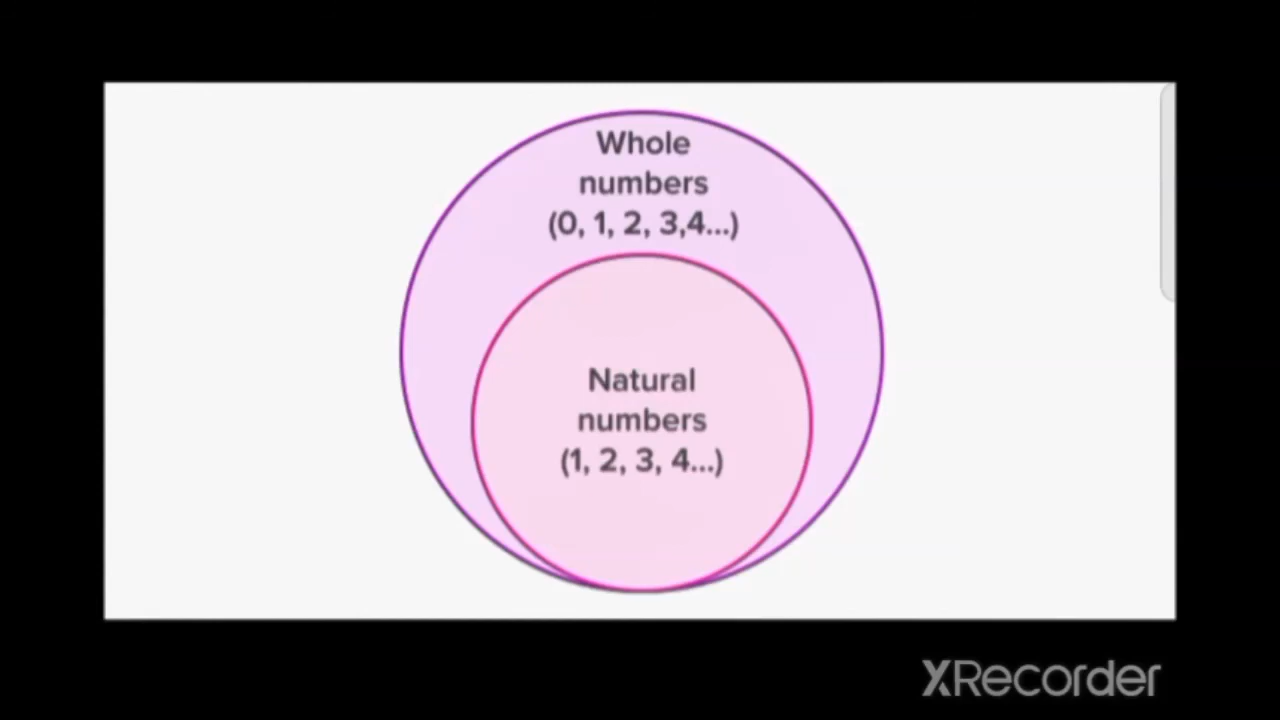 Whole
numbers
(0, 1, 2, 3,4...)
Natural
numbers
(1, 2, 3, 4...)
XRecorder